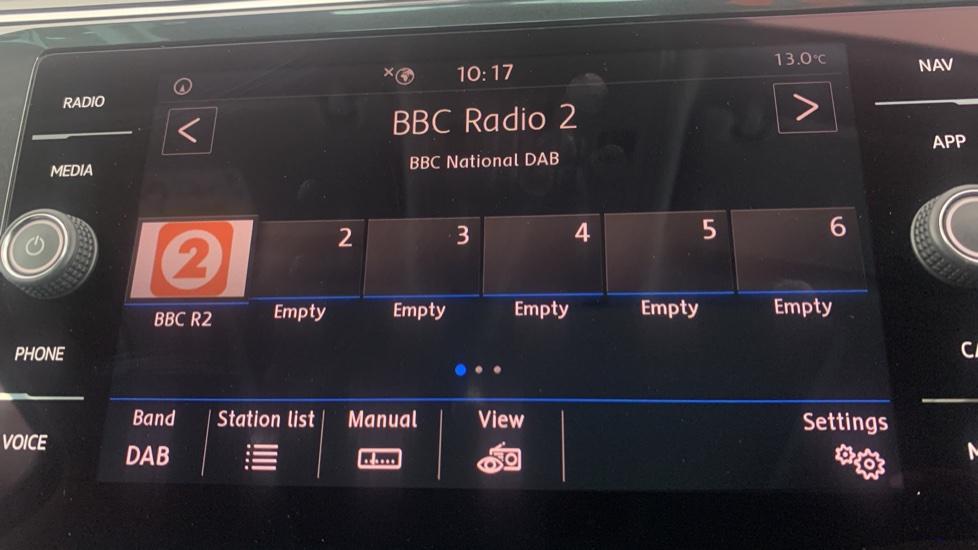 10:17
13.0°C
NAV
RADIO
BBC Radio 2
APP
BBC National DAB
MEDIA
2
2
3
4
5
6
BBC R2
Empty
Empty
Empty
Empty
Empty
PHONE
Band
Station list
Manual
View
Settings
VOICE
DAB